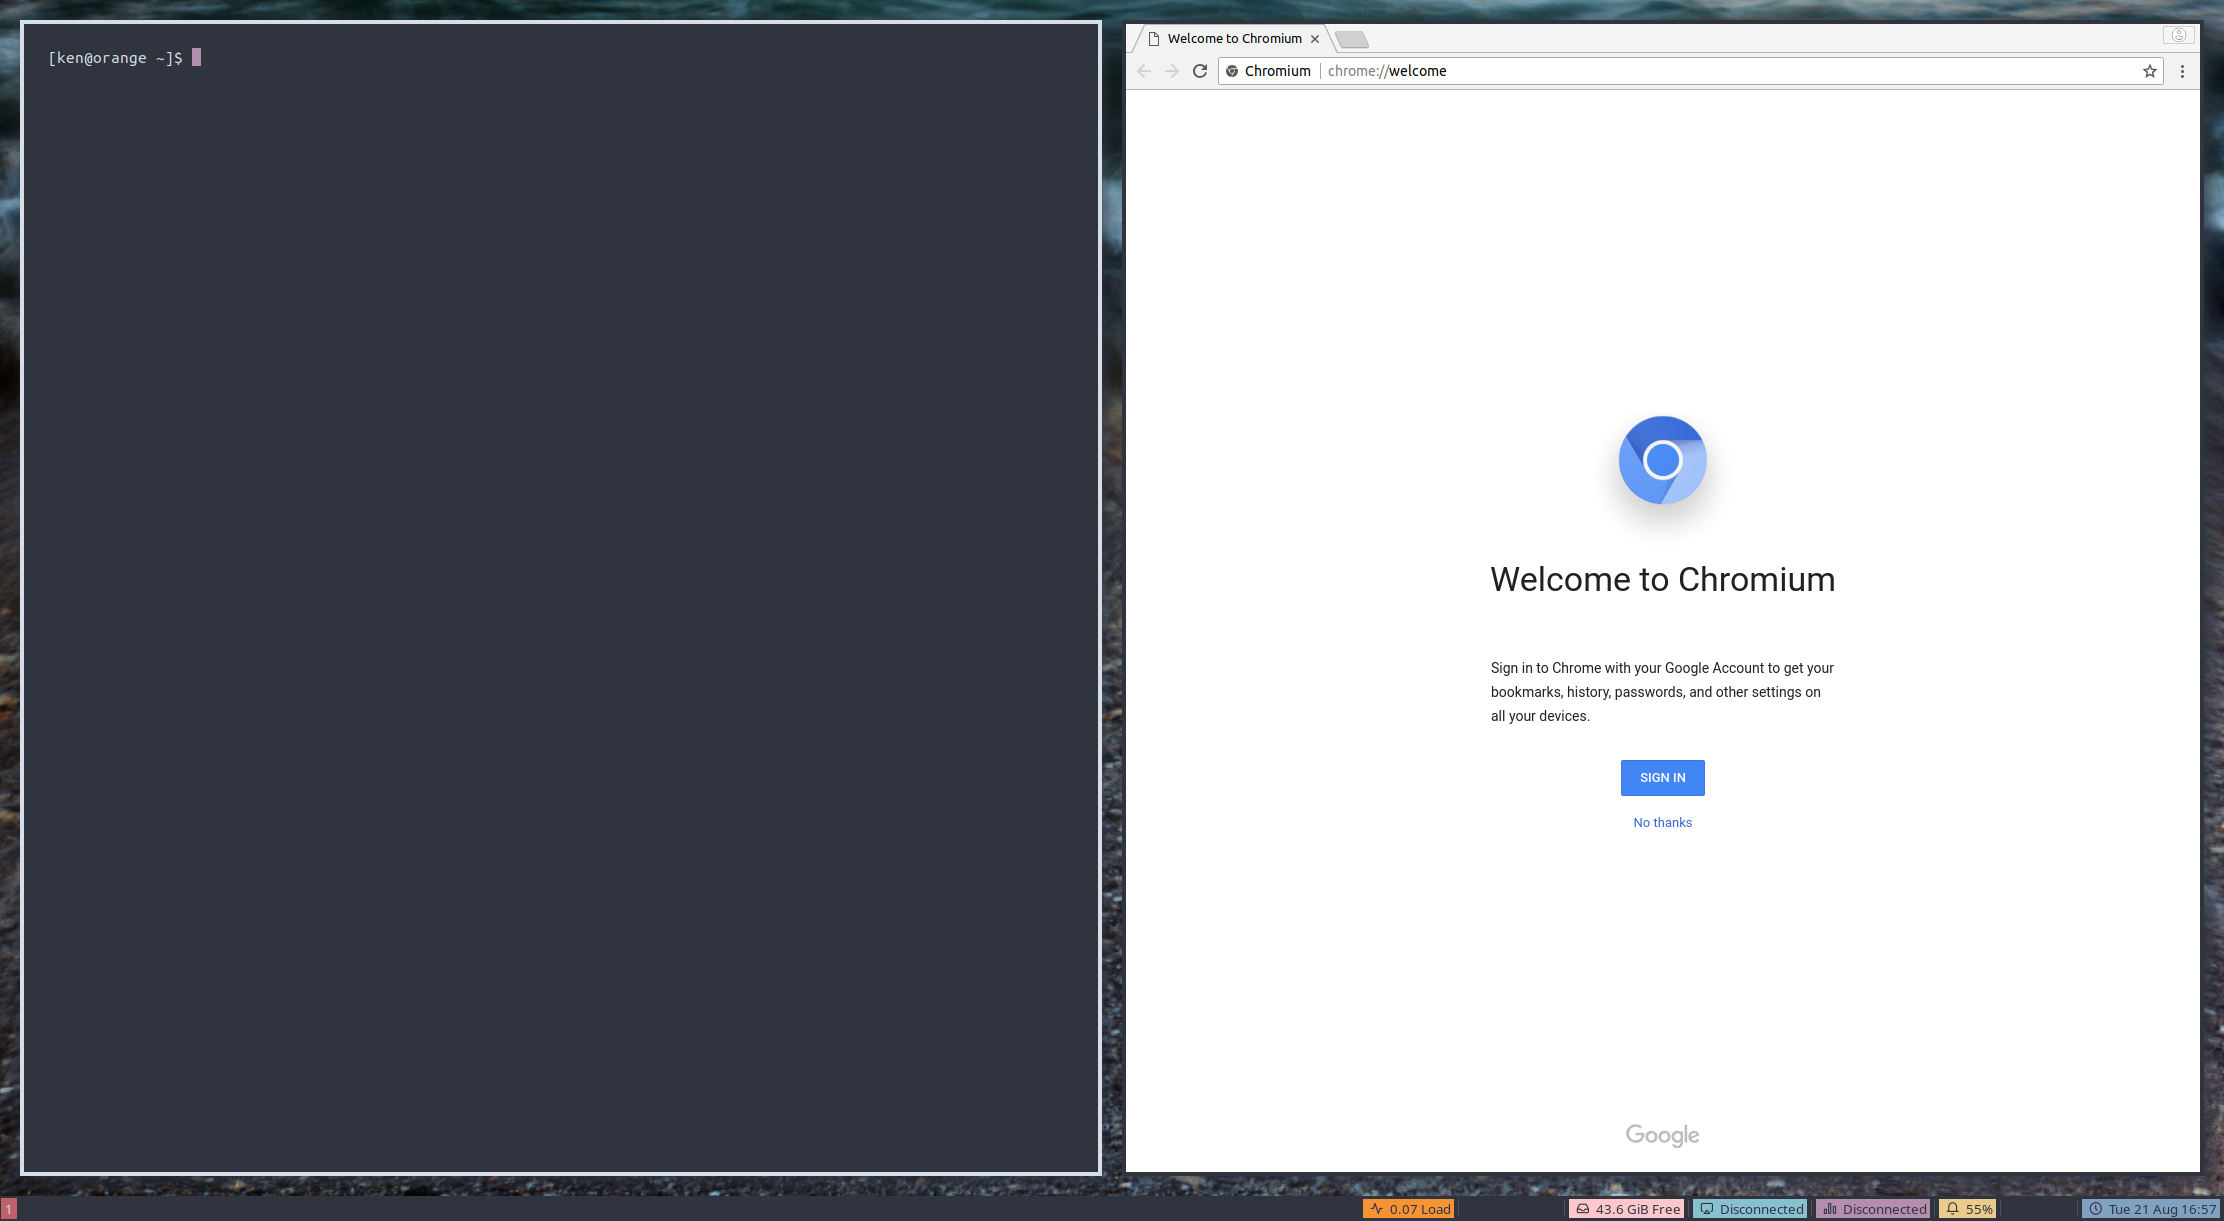 [ken@orange ~]$
Welcome to Chromium
Chromium | chrome://welcome
Welcome to Chromium
Sign in to Chrome with your Google Account to get your
bookmarks, history, passwords, and other settings on
all your devices.
SIGN IN
No thanks
Google
1
0.07 Load
43.6 GiB Free
Disconnected
Disconnected
55%
Tue 21 Aug 16:57